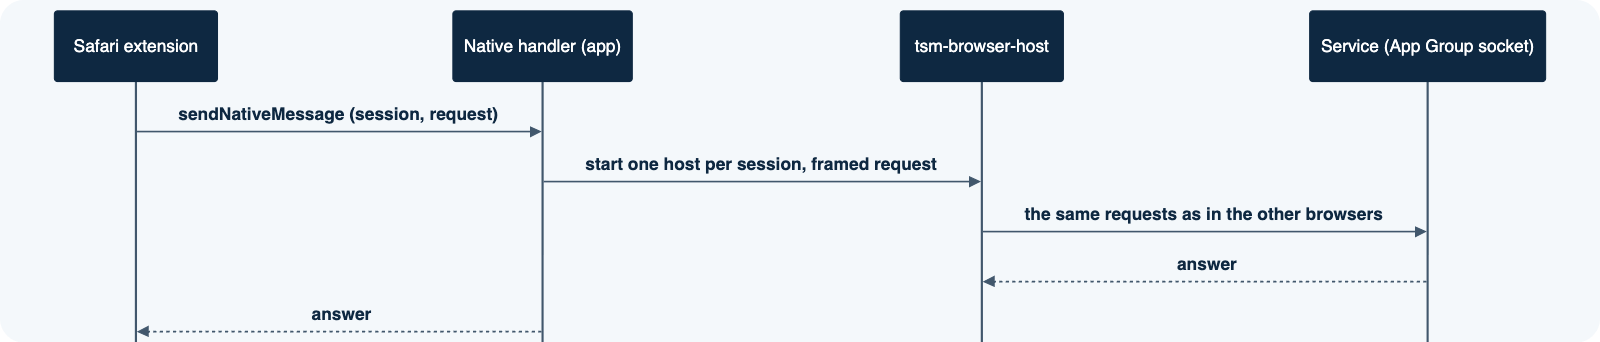 Safari extension
Native handler (app)
tsm-browser-host
Service (App Group socket)
sendNativeMessage (session, request)
start one host per session, framed request
the same requests as in the other browsers
answer
answer